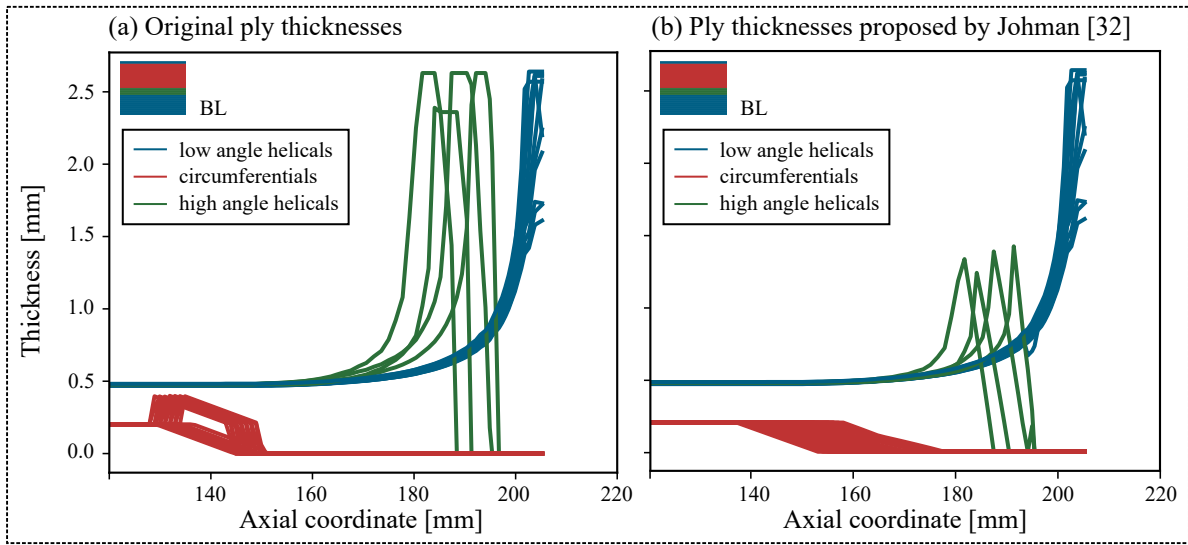 (a) Original ply thicknesses
BL
low angle helicals
circumferentials
high angle helicals
Thickness [mm]
2.5
2.0
1.5
1.0
0.5
0.0
140
160
180
200
220
Axial coordinate [mm]
(b) Ply thicknesses proposed by Johman [32]
BL
low angle helicals
circumferentials
high angle helicals
140
160
180
200
220
Axial coordinate [mm]